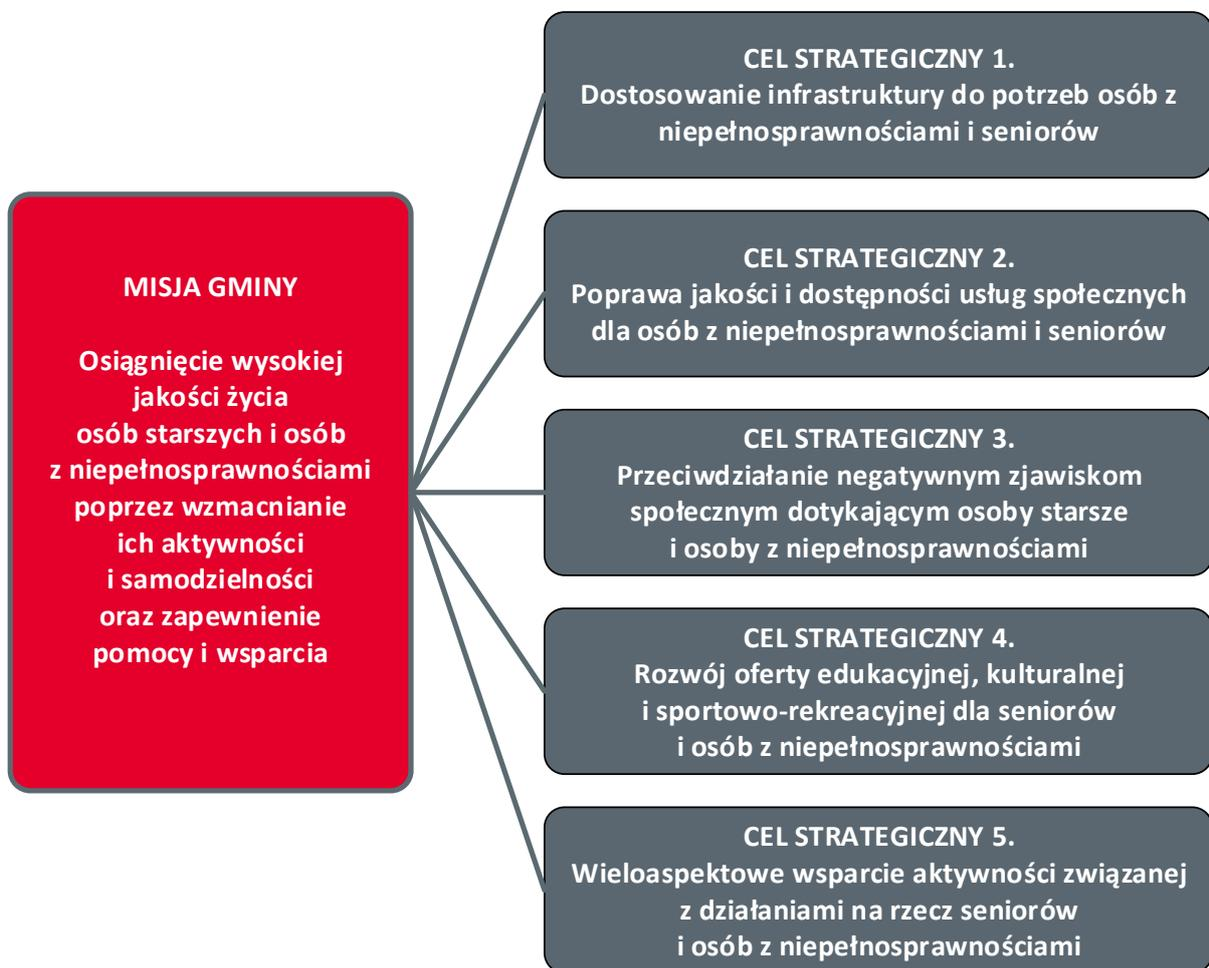 MISJA GMINY
Osiągnięcie wysokiej
jakości życia
osób starszych i osób
z niepełnosprawnościami
poprzez wzmacnianie
ich aktywności
i samodzielności
oraz zapewnienie
pomocy i wsparcia
CEL STRATEGICZNY 1.
Dostosowanie infrastruktury do potrzeb osób z
niepełnosprawnościami i seniorów
CEL STRATEGICZNY 2.
Poprawa jakości i dostępności usług społecznych
dla osób z niepełnosprawnościami i seniorów
CEL STRATEGICZNY 3.
Przeciwdziałanie negatywnym zjawiskom
społecznym dotykającym osoby starsze
i osoby z niepełnosprawnościami
CEL STRATEGICZNY 4.
Rozwój oferty edukacyjnej, kulturalnej
i sportowo-rekreacyjnej dla seniorów
i osób z niepełnosprawnościami
CEL STRATEGICZNY 5.
Wieloaspektowe wsparcie aktywności związanej
z działaniami na rzecz seniorów
i osób z niepełnosprawnościami